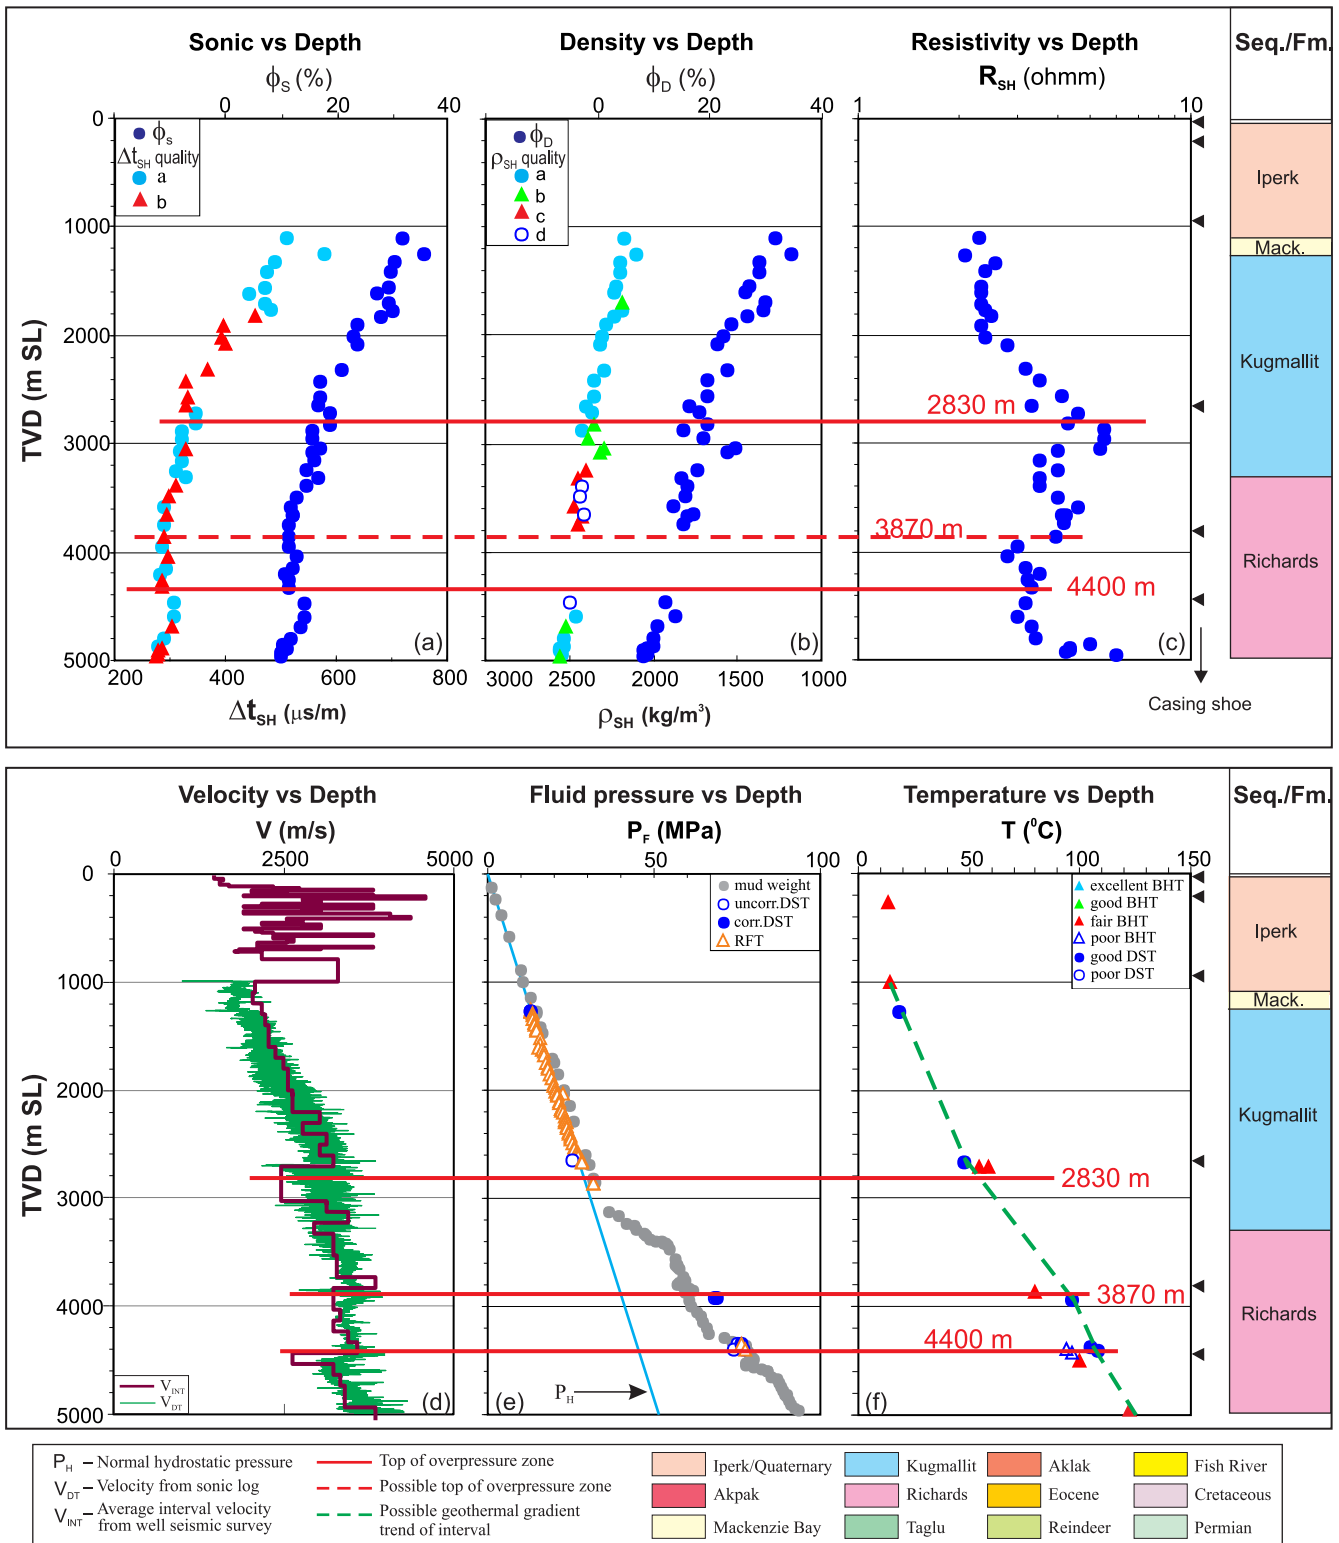 Sonic vs Depth
Density vs Depth
Resistivity vs Depth
Seq./Fm.
ϕS (%)
ϕD (%)
RSH (ohmm)
0 20 40
0 20 40
1 10
ϕs
ΔtSH quality
a
b
ϕD
ρSH quality
a
b
c
d
0
1000
2000
3000
4000
5000
TVD (m SL)
2830 m
3870 m
4400 m
(a)
(b)
(c)
Iperk
Mack.
Kugmallit
Richards
200 400 600 800
3000 2500 2000 1500 1000
ΔtSH (μs/m)
ρSH (kg/m³)
Casing shoe
Velocity vs Depth
Fluid pressure vs Depth
Temperature vs Depth
Seq./Fm.
V (m/s)
PF (MPa)
T (⁰C)
0 2500 5000
0 50 100
0 50 100 150
mud weight
uncorr.DST
corr.DST
RFT
excellent BHT
good BHT
fair BHT
poor BHT
good DST
poor DST
0
1000
2000
3000
4000
5000
TVD (m SL)
2830 m
3870 m
4400 m
VINT
VDT
PH
(d)
(e)
(f)
Iperk
Mack.
Kugmallit
Richards
PH – Normal hydrostatic pressure
VDT – Velocity from sonic log
VINT – Average interval velocity
from well seismic survey
Top of overpressure zone
Possible top of overpressure zone
Possible geothermal gradient
trend of interval
Iperk/Quaternary
Kugmallit
Aklak
Fish River
Akpak
Richards
Eocene
Cretaceous
Mackenzie Bay
Taglu
Reindeer
Permian